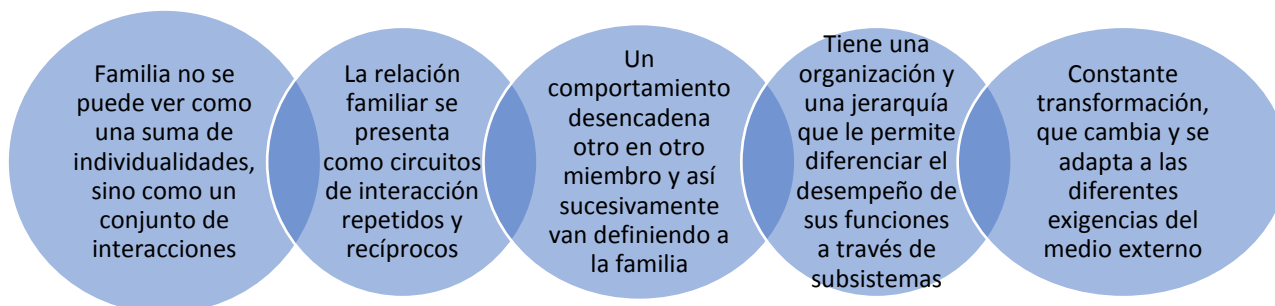 Familia no se
puede ver como
una suma de
individualidades,
sino como un
conjunto de
interacciones
La relación
familiar se
presenta
como circuitos
de interacción
repetidos y
recíprocos
Un
comportamiento
desencadena
otro en otro
miembro y así
sucesivamente
van definiendo a
la familia
Tiene una
organización y
una jerarquía
que le permite
diferenciar el
desempeño de
sus funciones
a través de
subsistemas
Constante
transformación,
que cambia y se
adapta a las
diferentes
exigencias del
medio externo